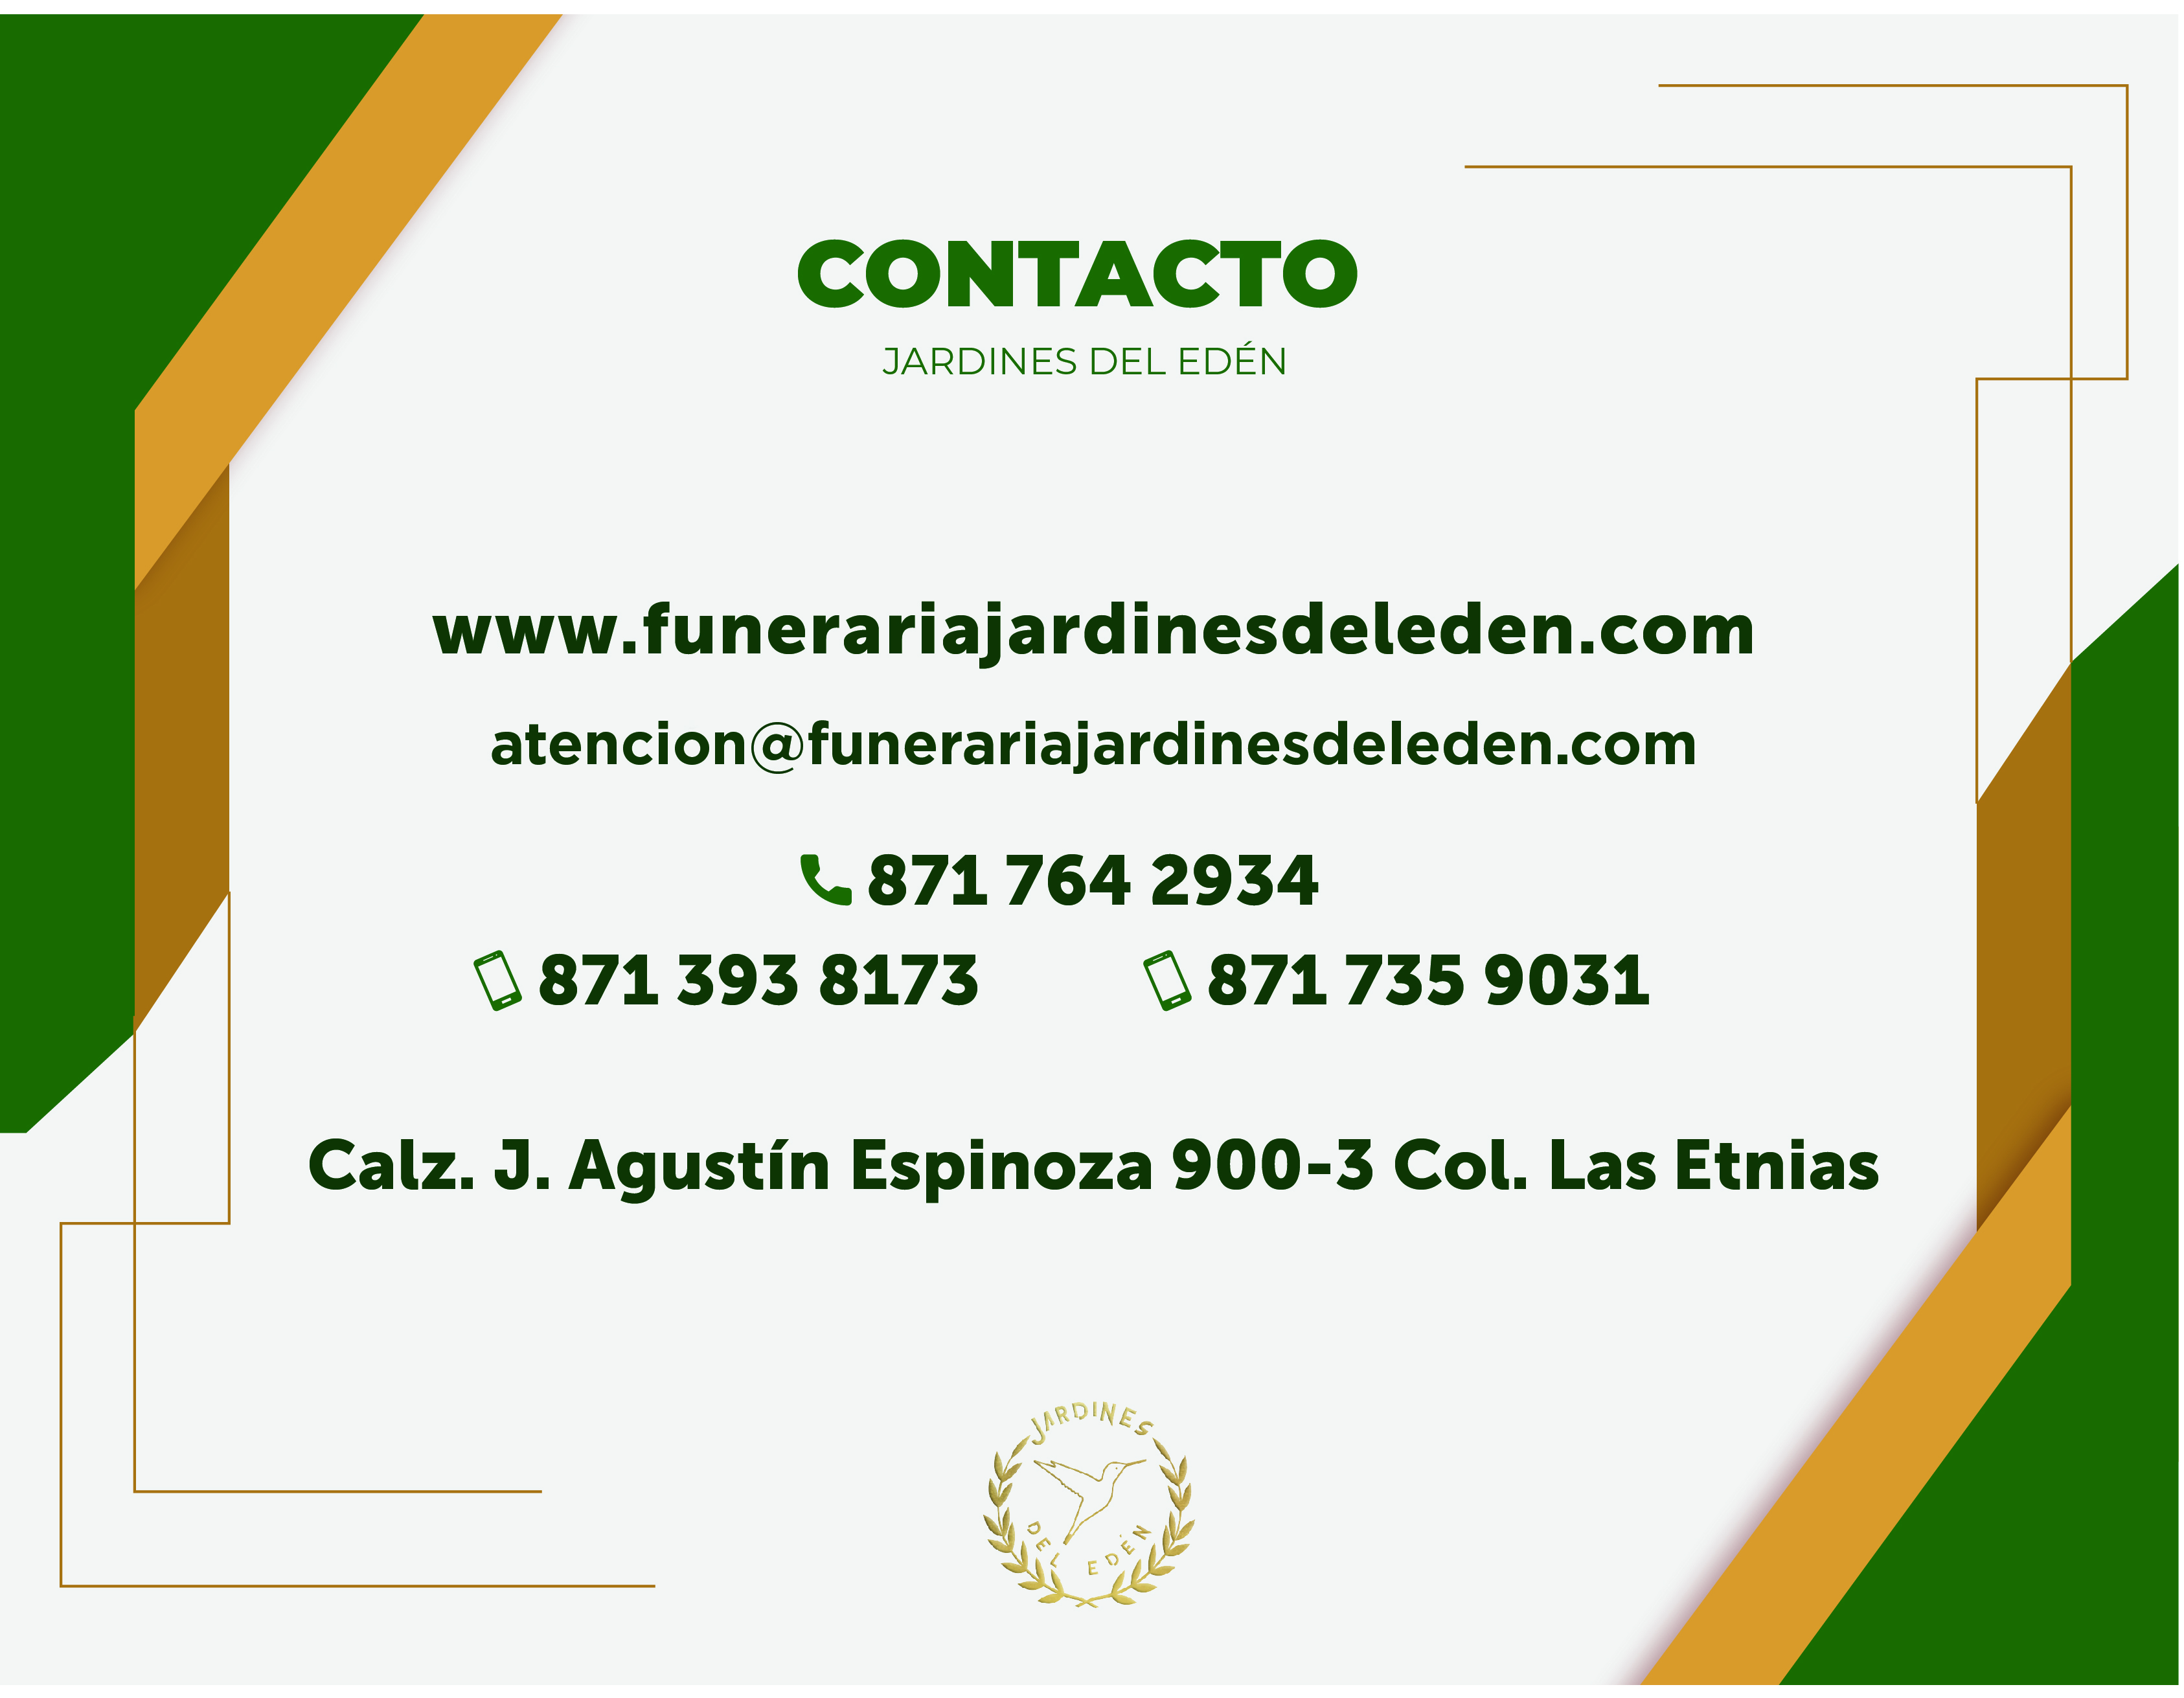 CONTACTO
JARDINES DEL EDÉN
www.funerariajardinesdeleden.com
atencion@funerariajardinesdeleden.com
871 764 2934
871 393 8173 871 735 9031
Calz. J. Agustín Espinoza 900-3 Col. Las Etnias
JARDINES
DEL EDÉN